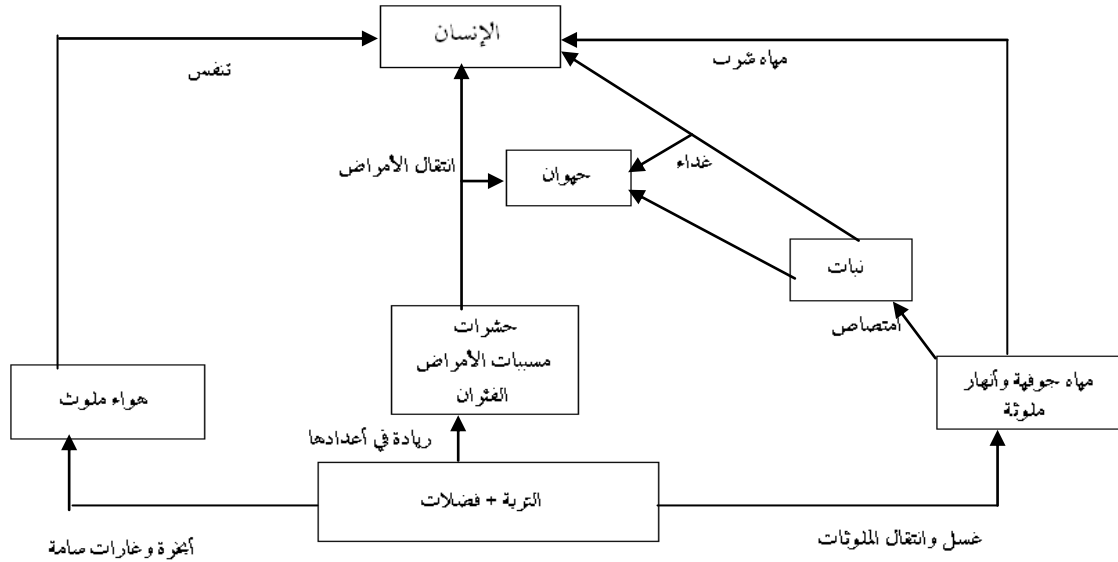 الإنسان
تنفس
مياه شرب
انتقال الأمراض
حيوان
غذاء
نبات
امتصاص
حشرات
مسببات الأمراض
الفئران
هواء ملوث
مياه جوفية وأنهار
ملوثة
زيادة في أعدادها
التربة + فضلات
أبخرة وغازات سامة
غسل وانتقال الملوثات